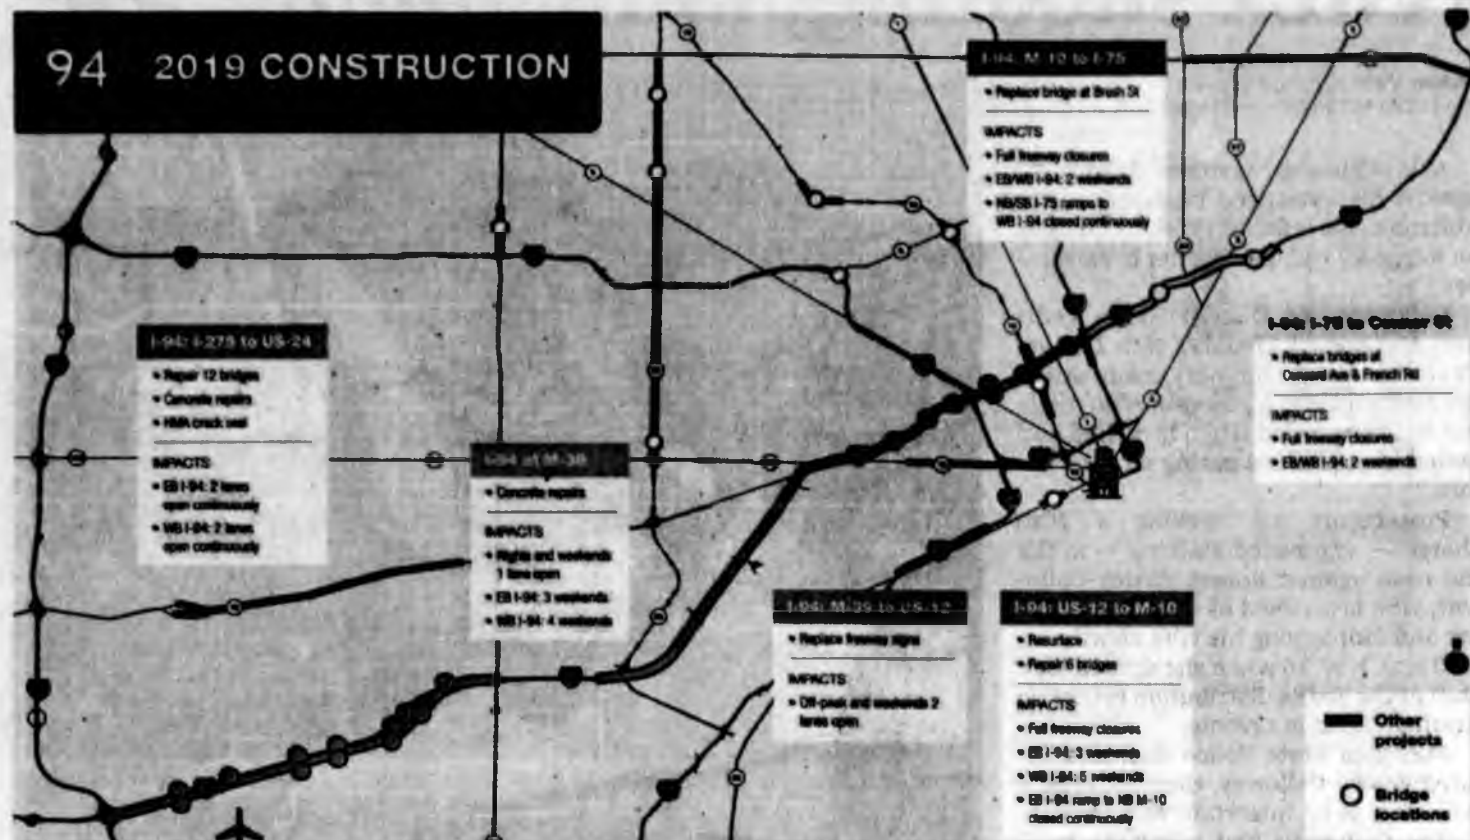 94 2019 CONSTRUCTION
I-94: M-10 to I-75
• Replace bridge at Brush St
IMPACTS
• Full freeway closures
• EB/WB I-94: 2 weekends
• NB/SB I-75 ramps to
WB I-94 closed continuously
I-94: I-275 to US-24
• Repair 12 bridges
• Concrete repairs
• HMA crack seal
IMPACTS
• EB I-94: 2 lanes
open continuously
• WB I-94: 2 lanes
open continuously
I-94 at M-39
• Concrete repairs
IMPACTS
• Nights and weekends
1 lane open
• EB I-94: 3 weekends
• WB I-94: 4 weekends
I-94: I-75 to Conner St
• Replace bridges at
Concord Ave & French Rd
IMPACTS
• Full freeway closures
• EB/WB I-94: 2 weekends
I-94: M-39 to US-12
• Replace freeway signs
IMPACTS
• Off-peak and weekends 2
lanes open
I-94: US-12 to M-10
• Resurface
• Repair 6 bridges
IMPACTS
• Full freeway closures
• EB I-94: 3 weekends
• WB I-94: 5 weekends
• EB I-94 ramp to NB M-10
closed continuously
Other
projects
Bridge
locations